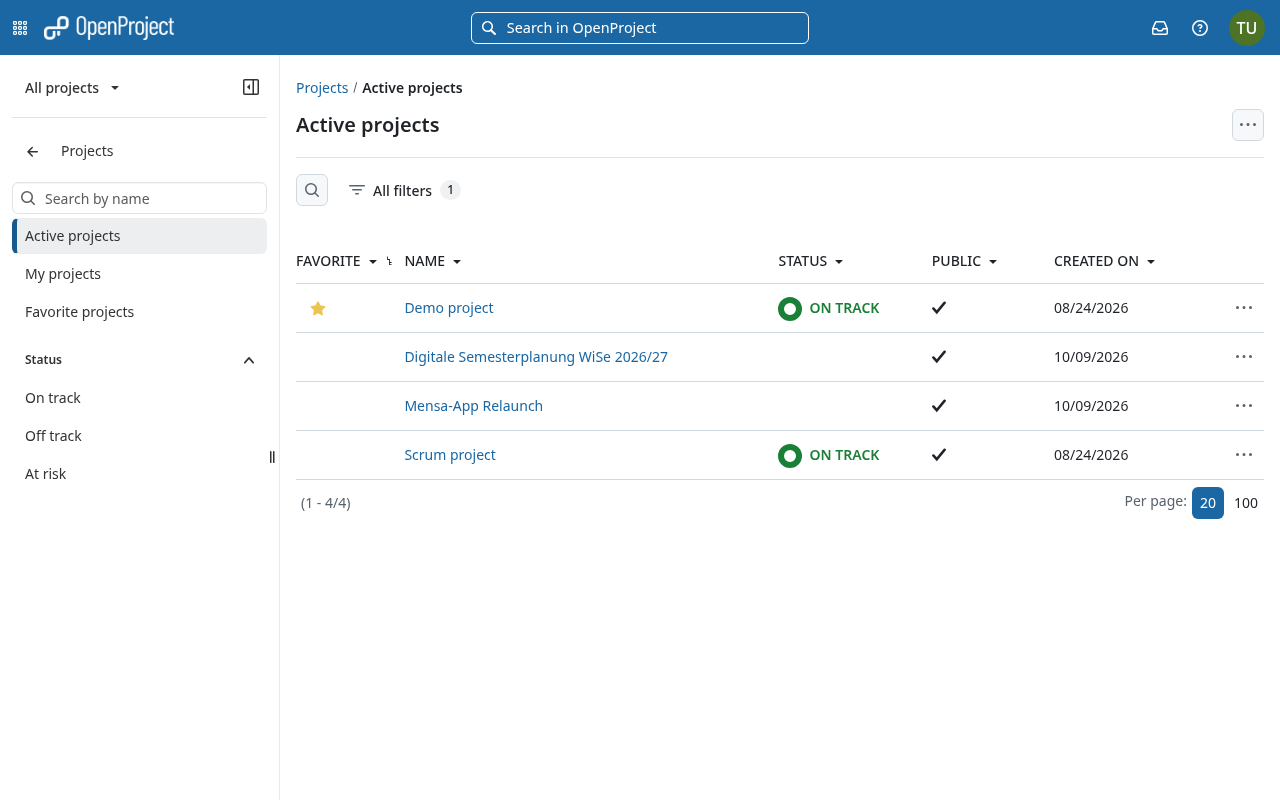 OpenProject
Search in OpenProject
TU
All projects
Projects
Search by name
Active projects
My projects
Favorite projects
Status
On track
Off track
At risk
Projects / Active projects
Active projects
All filters 1
FAVORITE NAME STATUS PUBLIC CREATED ON
Demo project ON TRACK 08/24/2026
Digitale Semesterplanung WiSe 2026/27 10/09/2026
Mensa-App Relaunch 10/09/2026
Scrum project ON TRACK 08/24/2026
(1 - 4/4) Per page: 20 100